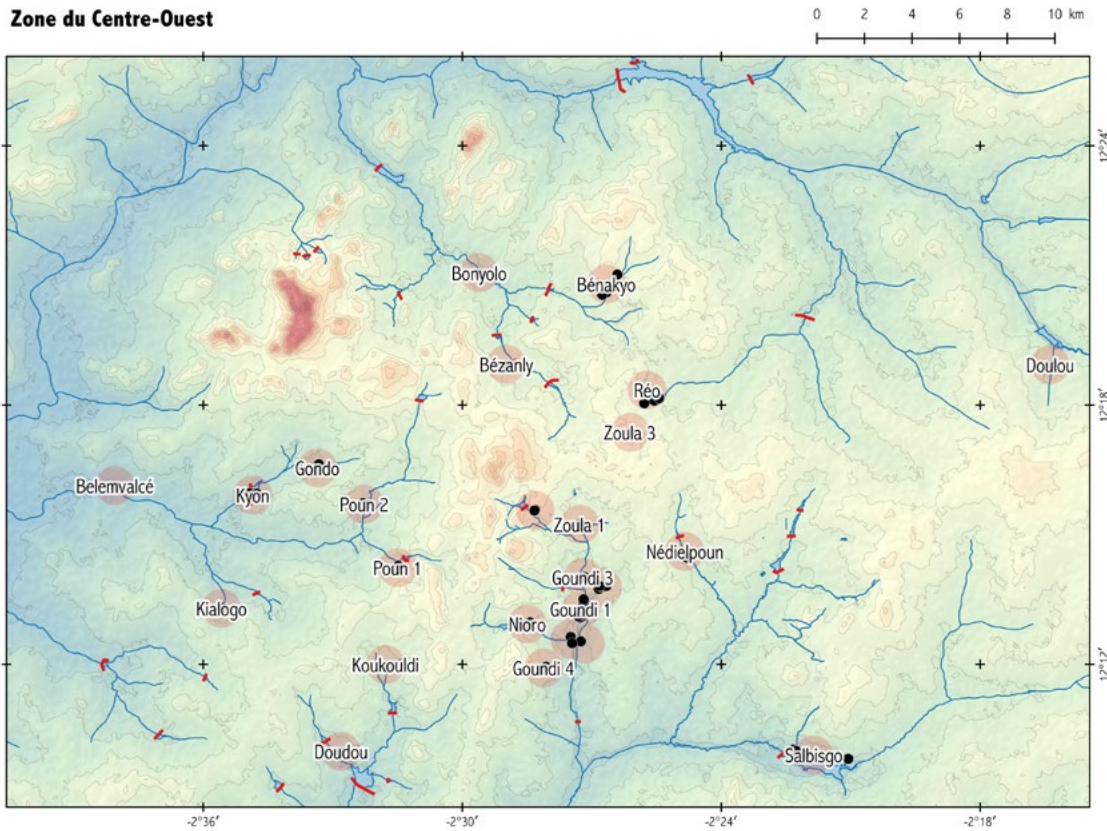 Zone du Centre-Ouest
0 2 4 6 8 10 km
12°24'
Bonyolo
Bénakyo
Bézanly
Doulou
Réo
12°18'
Zoula 3
Gondo
Belemvalcé
Kyon
Poun 2
Zoula 1
Nédielpoun
Poun 1
Goundi 3
Kialogo
Goundi 1
Nioro
Koukouldi
Goundi 4
12°12'
Doudou
Salbisgo
-2°36' -2°30' -2°24' -2°18'